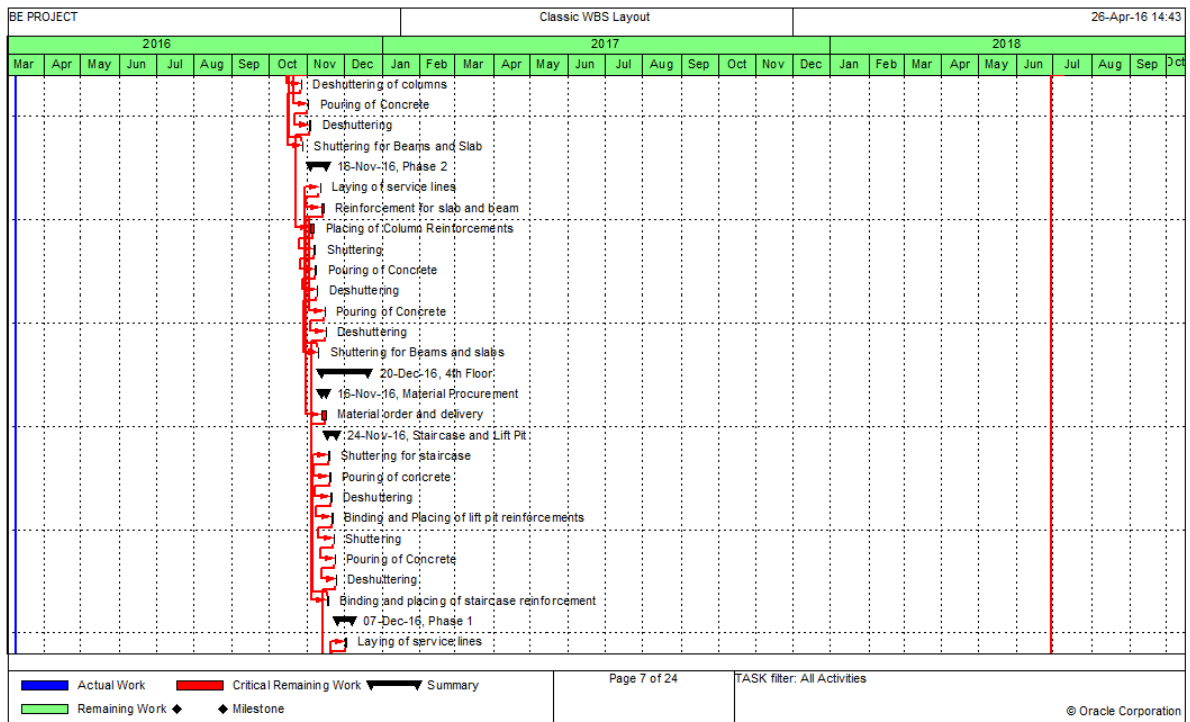 BE PROJECT Classic WBS Layout 26-Apr-16 14:43
2016 2017 2018
Mar Apr May Jun Jul Aug Sep Oct Nov Dec Jan Feb Mar Apr May Jun Jul Aug Sep Oct Nov Dec Jan Feb Mar Apr May Jun Jul Aug Sep Oct
Deshuttering of columns
Pouring of Concrete
Deshuttering
Shuttering for Beams and Slab
16-Nov-16, Phase 2
Laying of service lines
Reinforcement for slab and beam
Placing of Column Reinforcements
Shuttering
Pouring of Concrete
Deshuttering
Pouring of Concrete
Deshuttering
Shuttering for Beams and slabs
20-Dec-16, 4th Floor
16-Nov-16, Material Procurement
Material order and delivery
24-Nov-16, Staircase and Lift Pit
Shuttering for staircase
Pouring of concrete
Deshuttering
Binding and Placing of lift pit reinforcements
Shuttering
Pouring of Concrete
Deshuttering
Binding and placing of staircase reinforcement
07-Dec-16, Phase 1
Laying of service lines
Actual Work Critical Remaining Work Summary Page 7 of 24 TASK filter: All Activities
Remaining Work Milestone
© Oracle Corporation